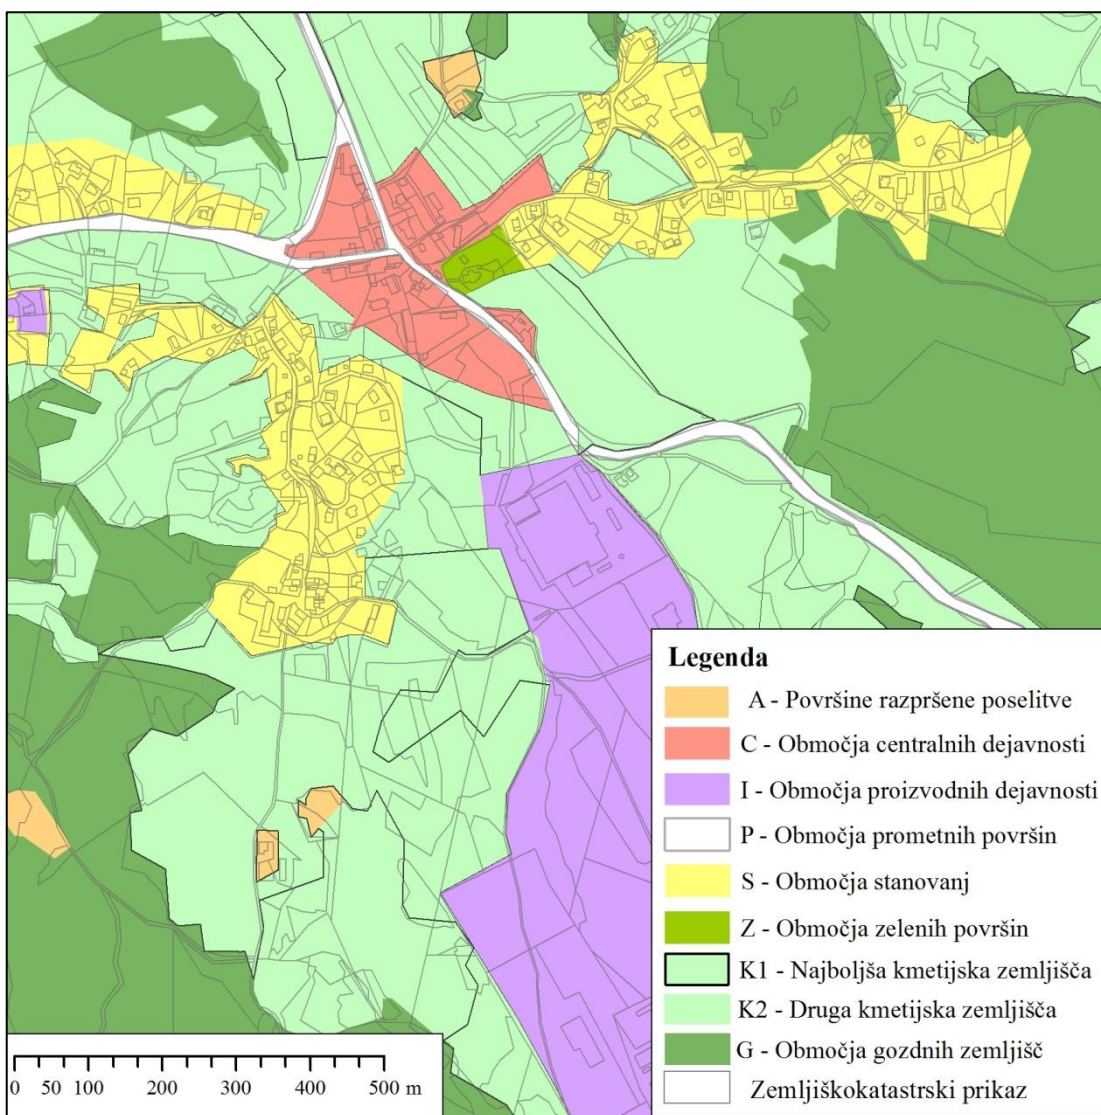 Legenda
A - Površine razpršene poselitve
C - Območja centralnih dejavnosti
I - Območja proizvodnih dejavnosti
P - Območja prometnih površin
S - Območja stanovanj
Z - Območja zelenih površin
K1 - Najboljša kmetijska zemljišča
K2 - Druga kmetijska zemljišča
G - Območja gozdnih zemljišč
Zemljiškokatastrski prikaz
0 50 100 200 300 400 500 m